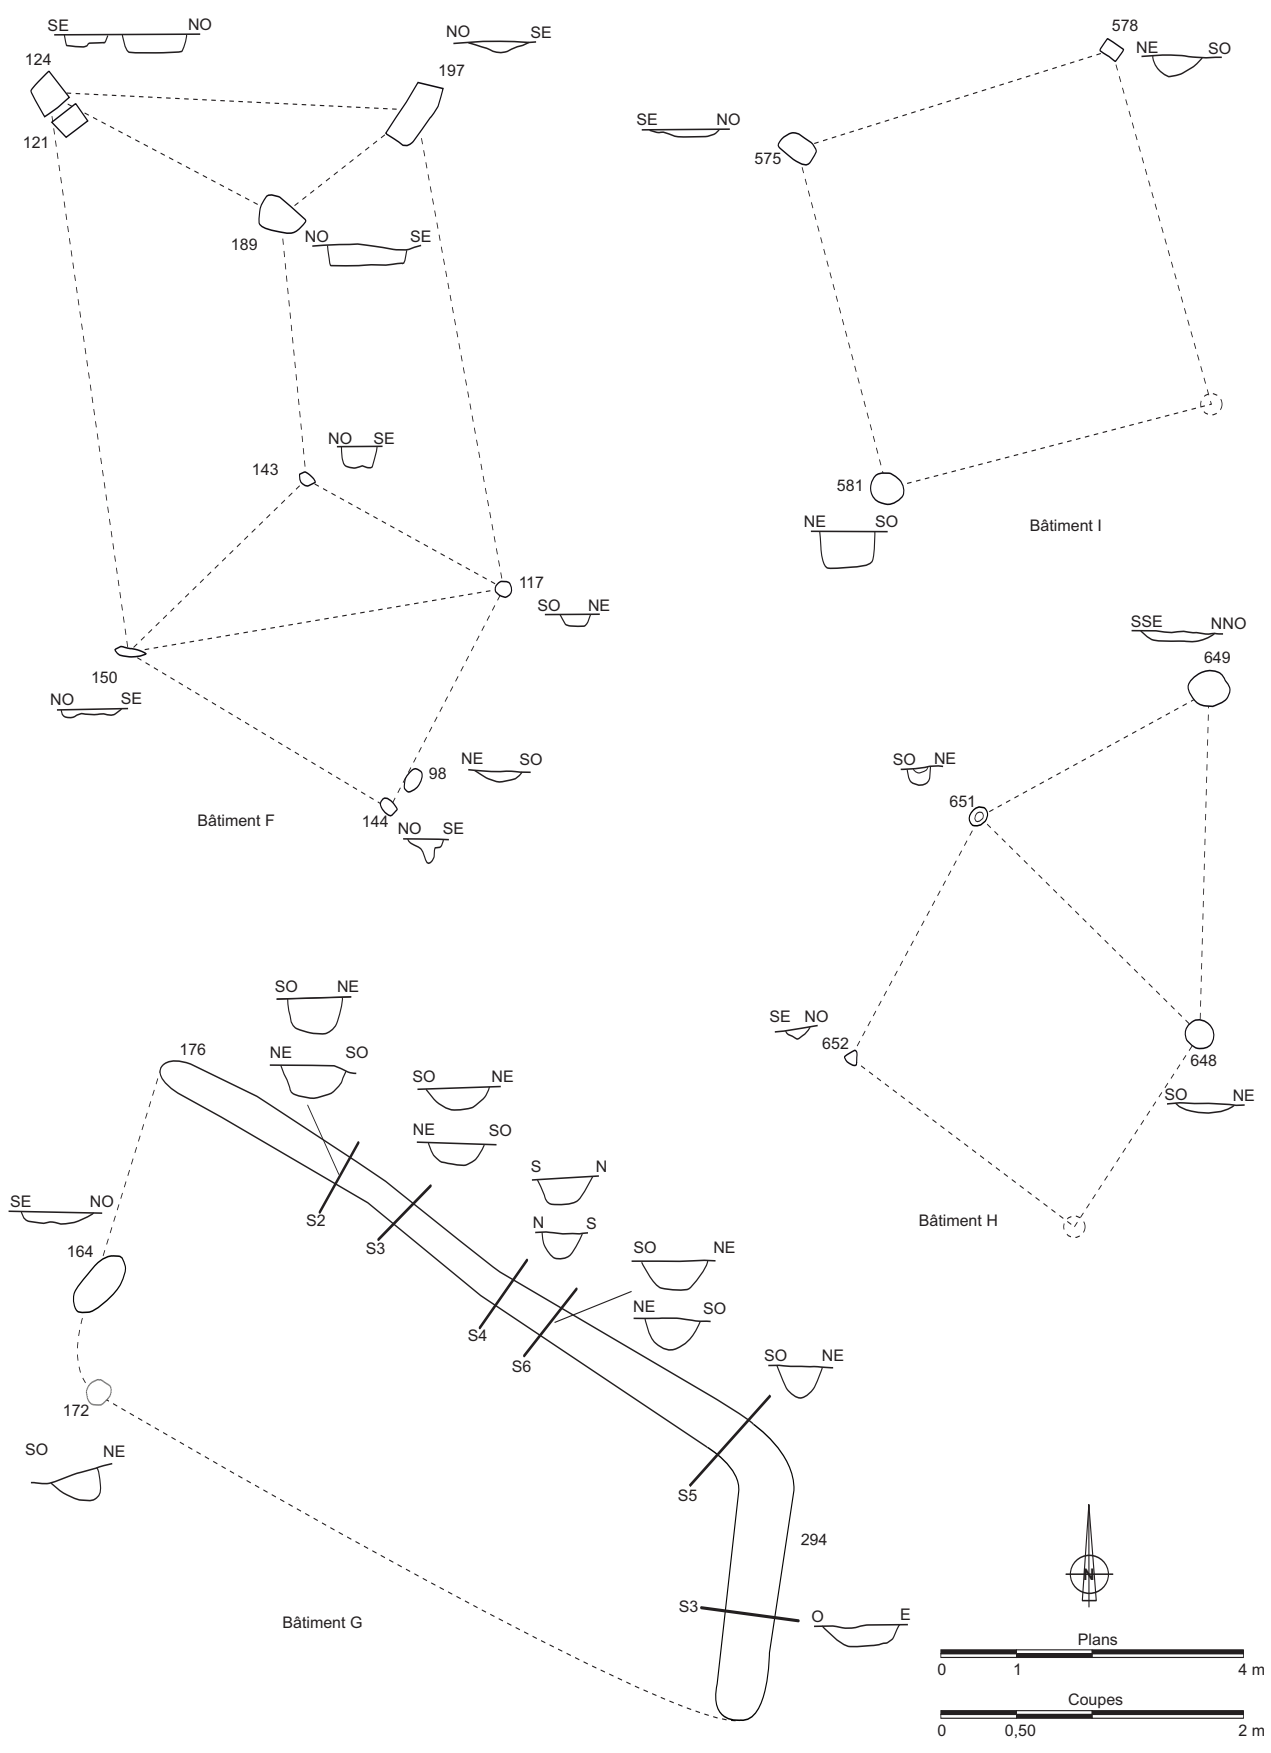 SE NO
124
121
NO SE
197
189
NO SE
NO SE
143
117
SO NE
150
NO SE
NE SO
98
144
NO SE
Bâtiment F
578
NE SO
SE NO
575
581
NE SO
Bâtiment I
SSE NNO
649
SO NE
651
SE NO
652
648
SO NE
Bâtiment H
SO NE
176
NE SO
SO NE
NE SO
S N
N S
SO NE
NE SO
SO NE
S2
S3
S4
S6
S5
SE NO
164
172
SO NE
294
S3
O E
Bâtiment G
N
Plans
0 1 4 m
Coupes
0 0,50 2 m